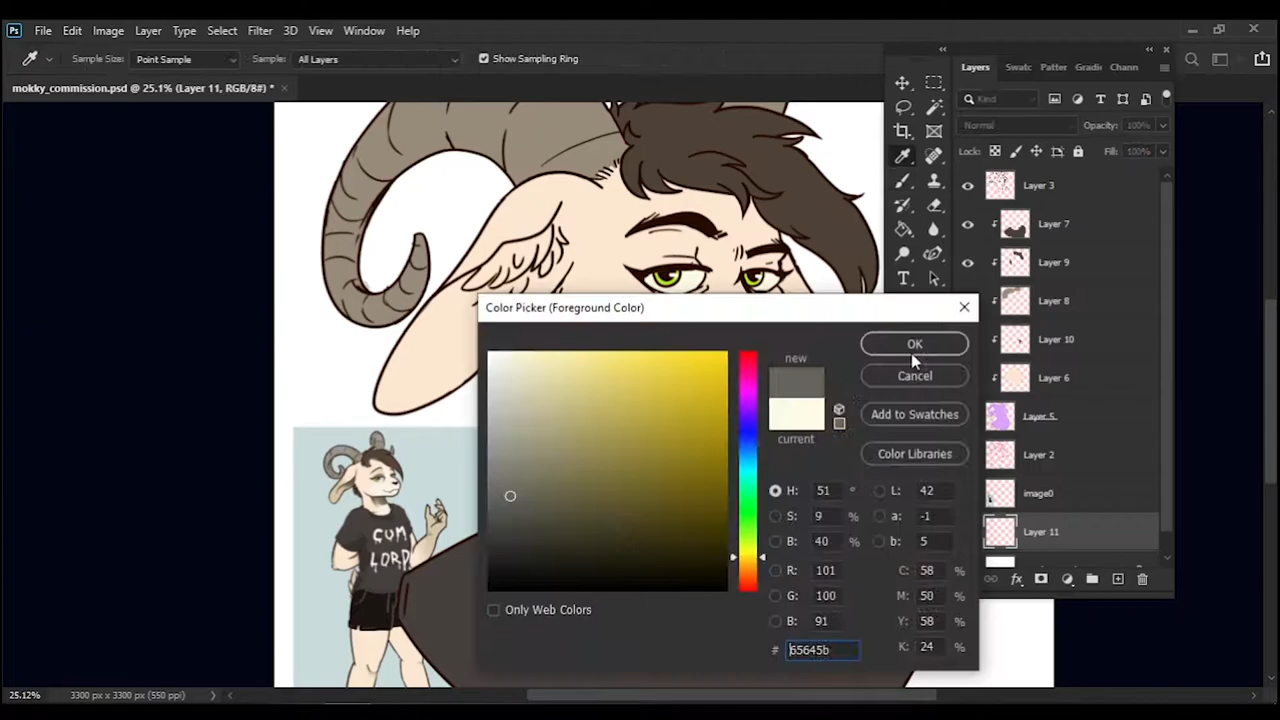 Ps File Edit Image Layer Type Select Filter 3D View Window Help
Sample Size: Point Sample Sample: All Layers Show Sampling Ring
mokky_commission.psd @ 25.1% (Layer 11, RGB/8#) *
Layers Swatc Patter Gradi Chann
Kind
Normal Opacity: 100%
Lock: Fill: 100%
Layer 3
Layer 7
Layer 9
Layer 8
Layer 10
Layer 6
Layer 5
Layer 2
image0
Layer 11
Color Picker (Foreground Color)
new
current
OK
Cancel
Add to Swatches
Color Libraries
H: 51 ° L: 42
S: 9 % a: -1
B: 40 % b: 5
R: 101 C: 58 %
G: 100 M: 50 %
B: 91 Y: 58 %
# 65645b K: 24 %
Only Web Colors
CUM
LORD
25.12% 3300 px x 3300 px (550 ppi)